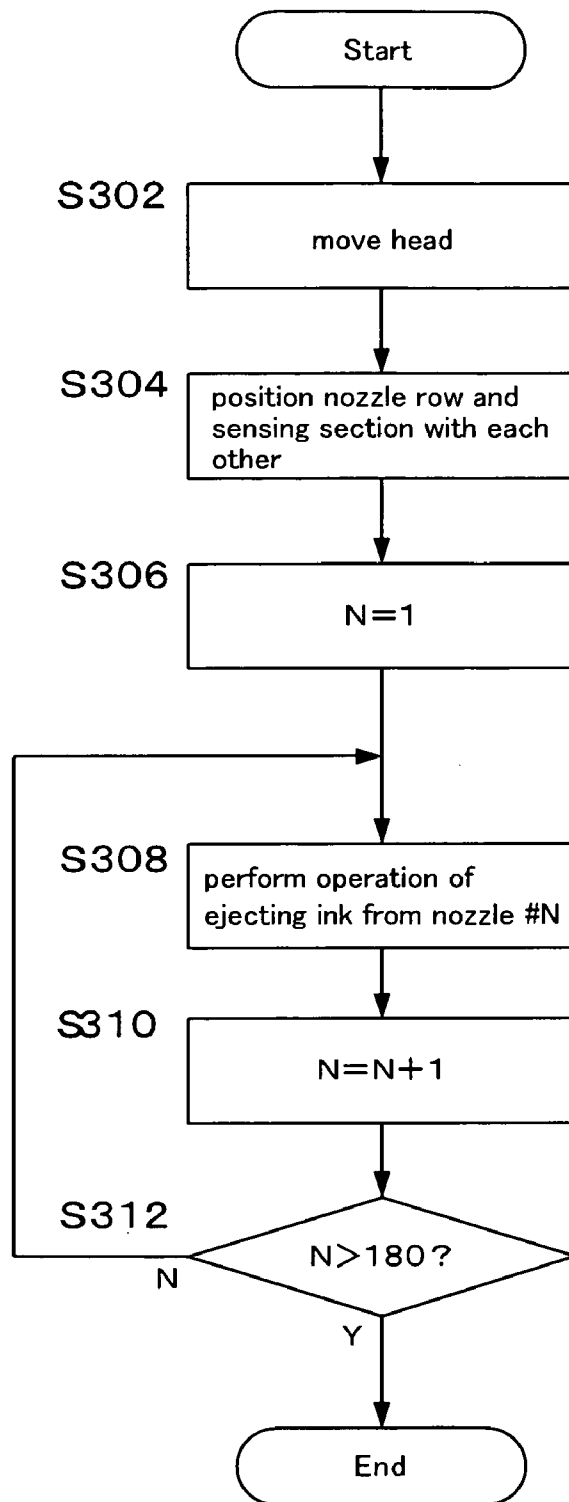 Start
S302
move head
S304
position nozzle row and
sensing section with each
other
S306
N=1
S308
perform operation of
ejecting ink from nozzle #N
S310
N=N+1
S312
N>180?
N
Y
End